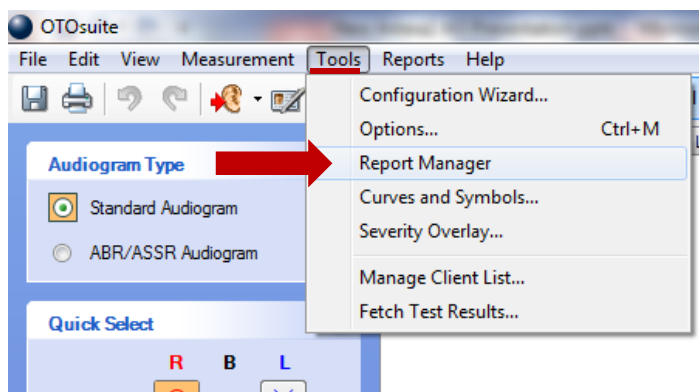 OTOsuite
File Edit View Measurement Tools Reports Help
Configuration Wizard...
Options... Ctrl+M
Report Manager
Curves and Symbols...
Severity Overlay...
Manage Client List...
Fetch Test Results...
Audiogram Type
Standard Audiogram
ABR/ASSR Audiogram
Quick Select
R B L